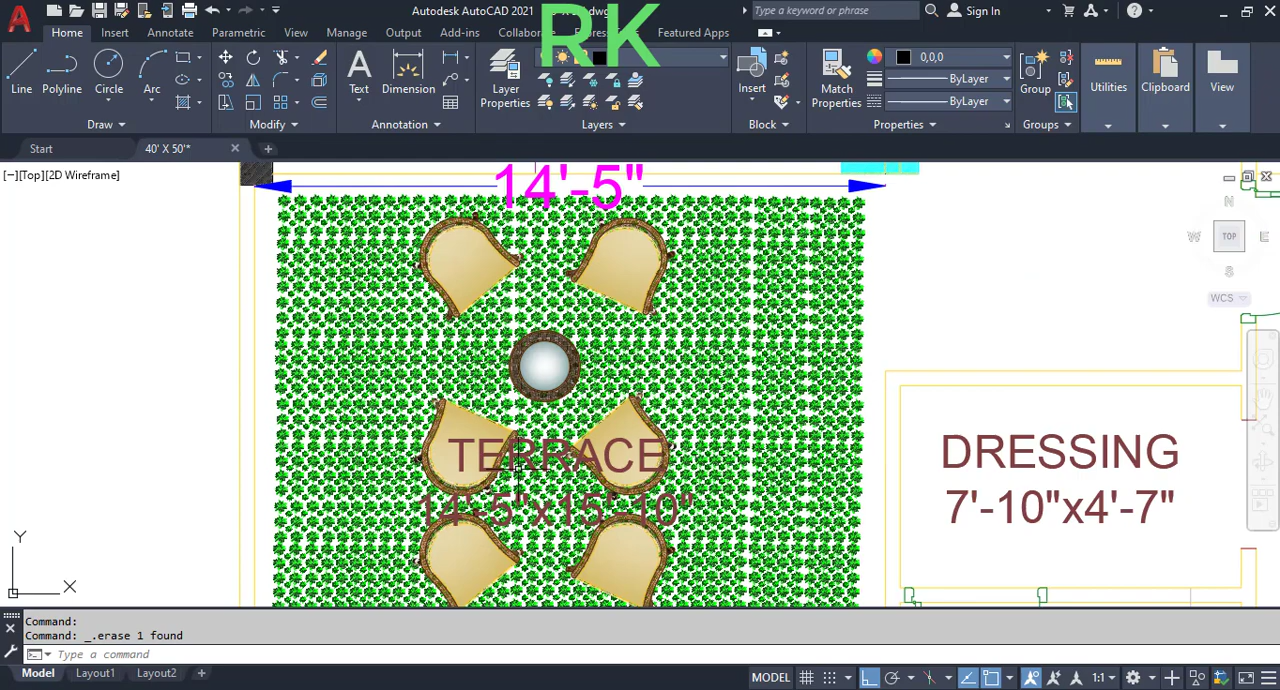 Autodesk AutoCAD 2021
dwg
RK
Type a keyword or phrase
Sign In
Home
Insert
Annotate
Parametric
View
Manage
Output
Add-ins
Express
Featured Apps
Line
Polyline
Circle
Arc
Text
Dimension
Layer Properties
Insert
Match Properties
0,0,0
ByLayer
ByLayer
Group
Utilities
Clipboard
View
Draw
Modify
Annotation
Layers
Block
Properties
Groups
Start
40' X 50'*
[−][Top][2D Wireframe]
14'-5"
N
W
TOP
E
S
WCS
TERRACE
14'-5"x15'-10"
DRESSING
7'-10"x4'-7"
Y
X
Command:
Command: _.erase 1 found
Type a command
Model
Layout1
Layout2
MODEL
1:1